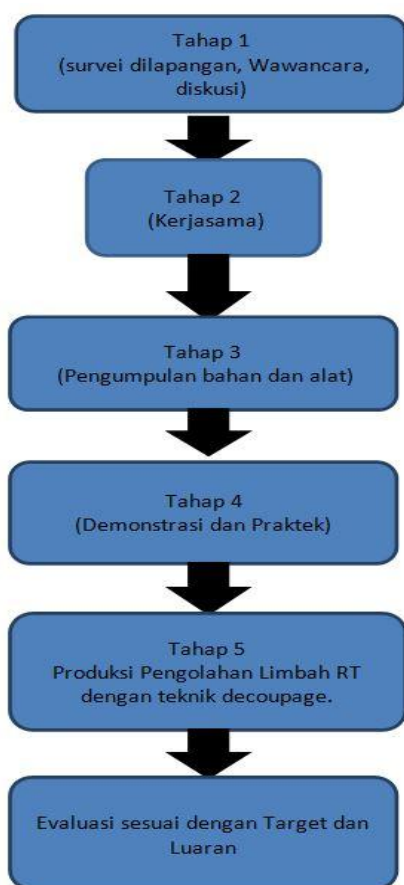 Tahap 1
(survei dilapangan, Wawancara,
diskusi)
Tahap 2
(Kerjasama)
Tahap 3
(Pengumpulan bahan dan alat)
Tahap 4
(Demonstrasi dan Praktek)
Tahap 5
Produksi Pengolahan Limbah RT
dengan teknik decoupage.
Evaluasi sesuai dengan Target dan
Luaran